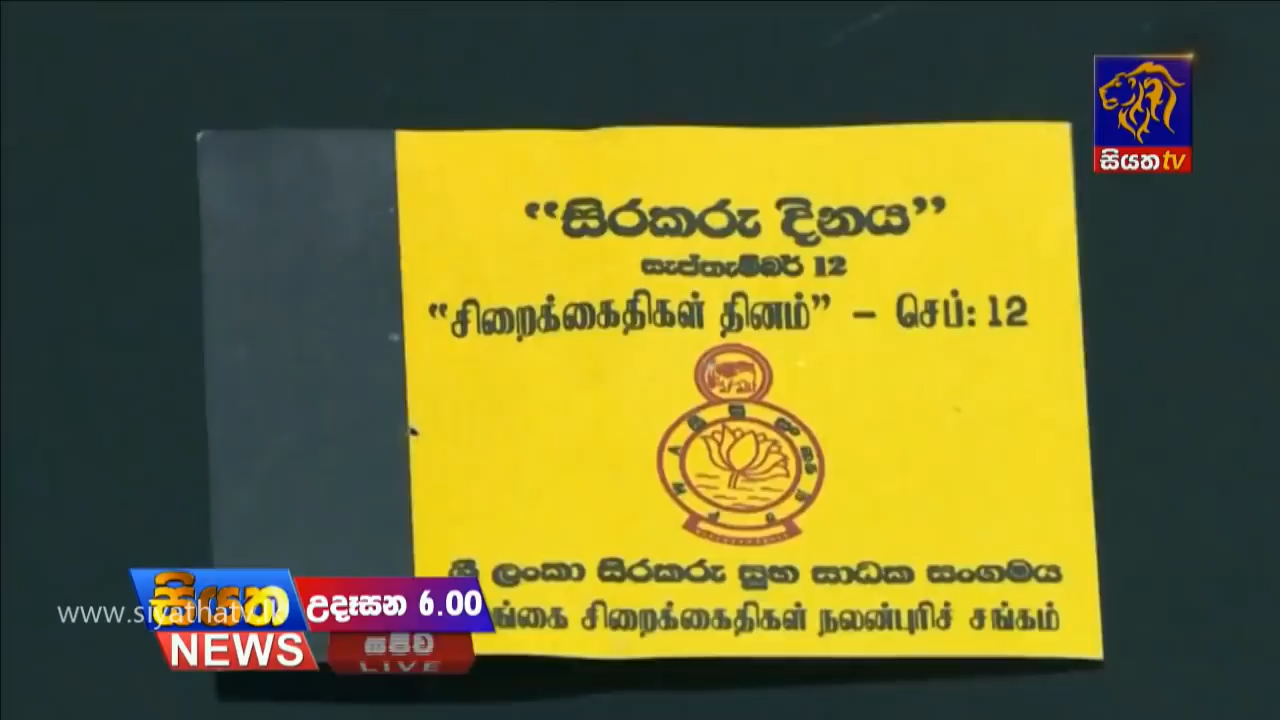 සියත tv
“සිරකරු දිනය”
සැප්තැම්බර් 12
“சிறைக்கைதிகள் தினம்” – செப்: 12
ශ්‍රී ලංකා සිරකරු සුභ සාධක සංගමය
சிறைக்கைதிகள் நலன்புரிச் சங்கம்
www.siyathatv
සියත
NEWS
උදෑසන 6.00
සජීව
LIVE